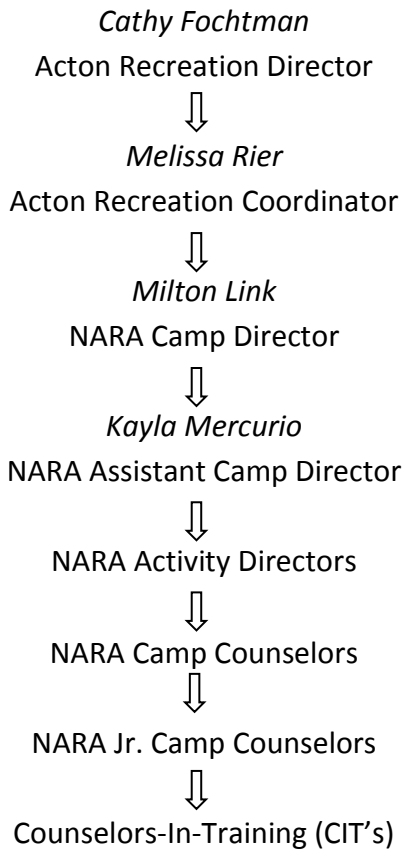 Cathy Fochtman
Acton Recreation Director
Melissa Rier
Acton Recreation Coordinator
Milton Link
NARA Camp Director
Kayla Mercurio
NARA Assistant Camp Director
NARA Activity Directors
NARA Camp Counselors
NARA Jr. Camp Counselors
Counselors-In-Training (CIT’s)